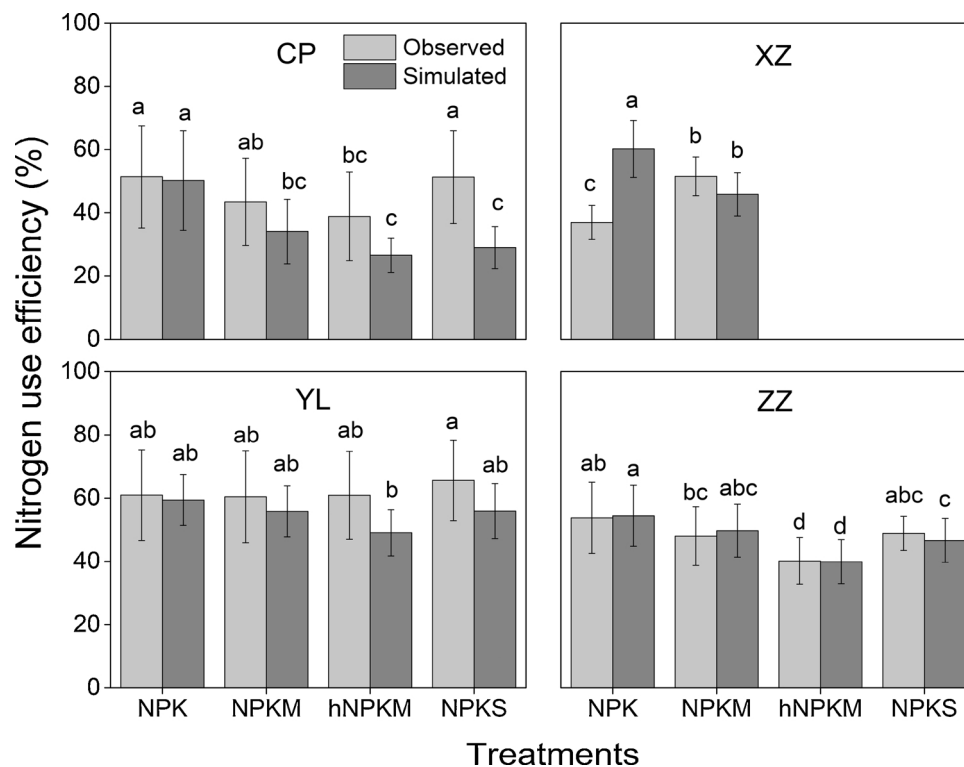 Nitrogen use efficiency (%)
100
80
60
40
20
0
CP
Observed
Simulated
a a ab bc bc c a c
XZ
c a b b
100
80
60
40
20
0
YL
ab ab ab ab ab b a ab
ZZ
ab a bc abc d d abc c
NPK NPKM hNPKM NPKS
NPK NPKM hNPKM NPKS
Treatments